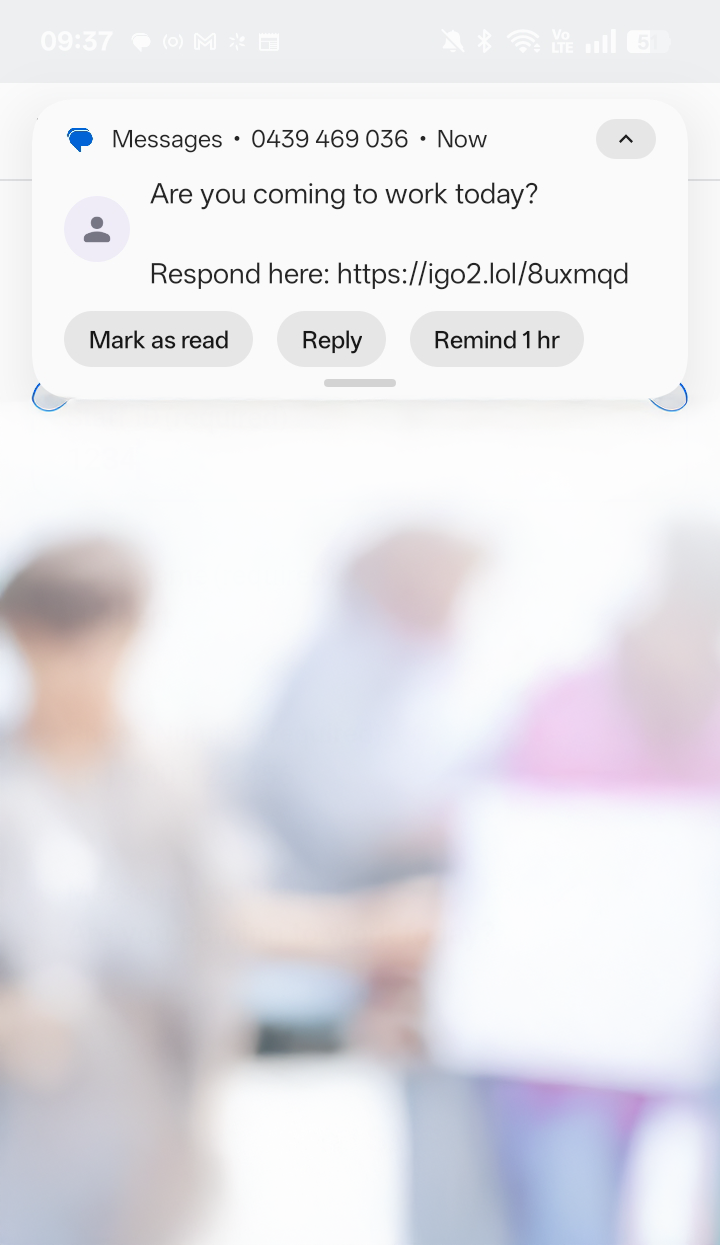 09:37
Vo
LTE
Messages • 0439 469 036 • Now
Are you coming to work today?
Respond here: https://igo2.lol/8uxmqd
Mark as read
Reply
Remind 1 hr